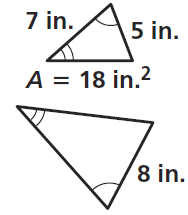 7 in.
5 in.
A = 18 in.²
8 in.